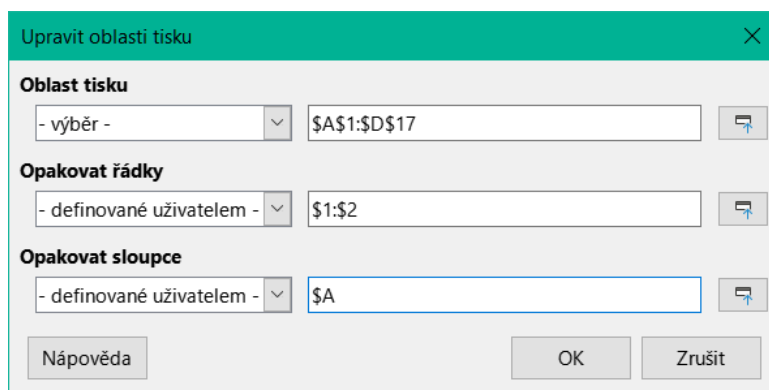 Upravit oblasti tisku
Oblast tisku
- výběr -
$A$1:$D$17
Opakovat řádky
- definované uživatelem -
$1:$2
Opakovat sloupce
- definované uživatelem -
$A
Nápověda
OK
Zrušit